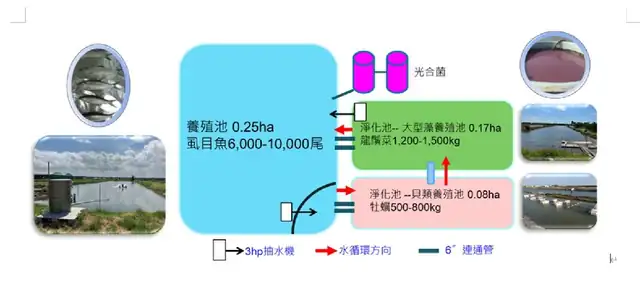 光合菌
養殖池 0.25ha
虱目魚6,000-10,000尾
淨化池-- 大型藻養殖池 0.17ha
龍鬚菜1,200-1,500kg
淨化池 --貝類養殖池 0.08ha
牡蠣500-800kg
3hp抽水機
水循環方向
6″ 連通管